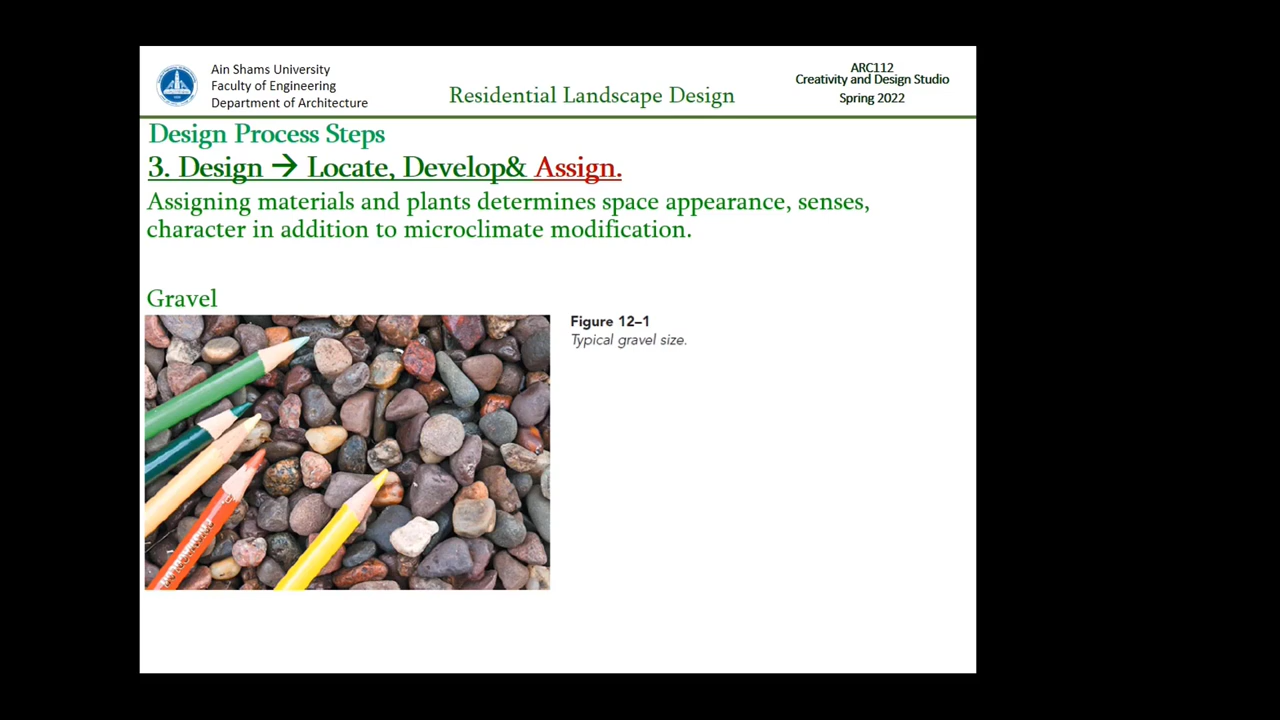 Ain Shams University
Faculty of Engineering
Department of Architecture
Residential Landscape Design
ARC112
Creativity and Design Studio
Spring 2022
Design Process Steps
3. Design → Locate, Develop& Assign.
Assigning materials and plants determines space appearance, senses,
character in addition to microclimate modification.
Gravel
Figure 12–1
Typical gravel size.